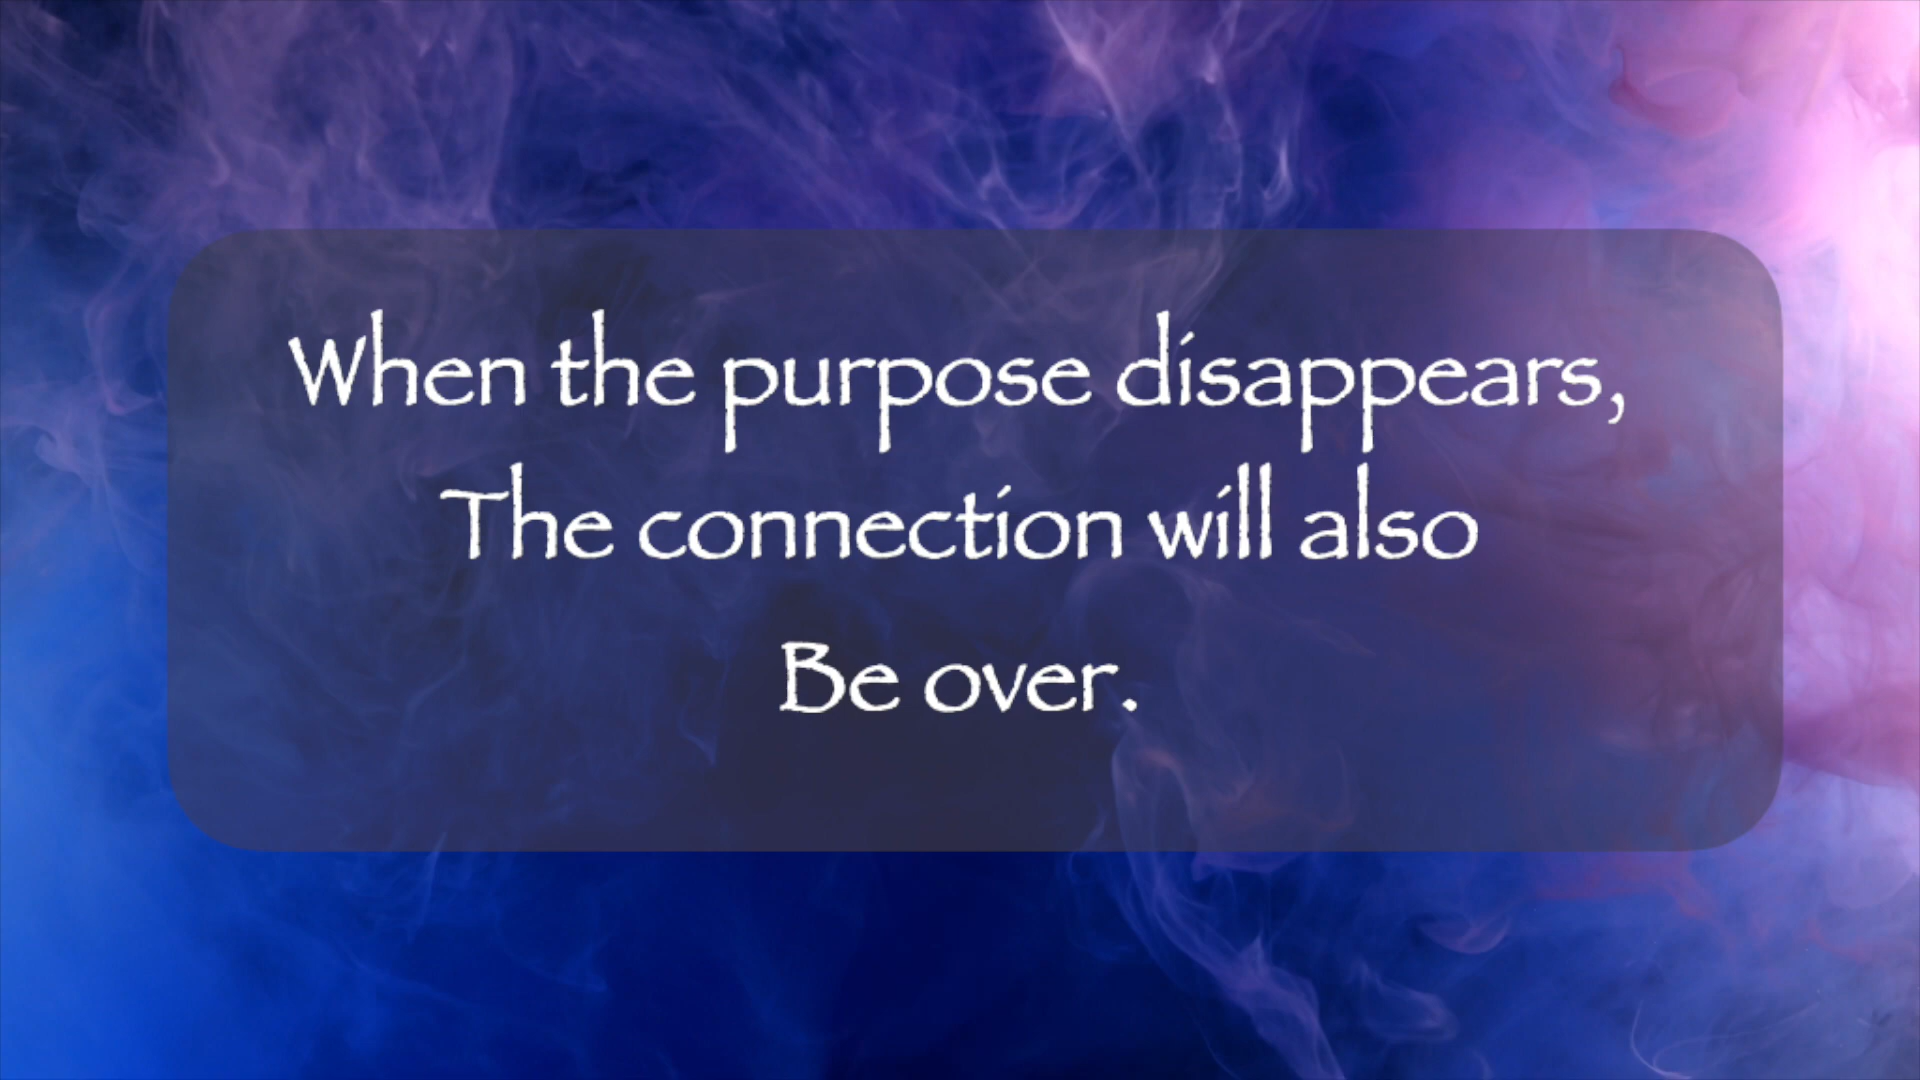 When the purpose disappears,
The connection will also
Be over.